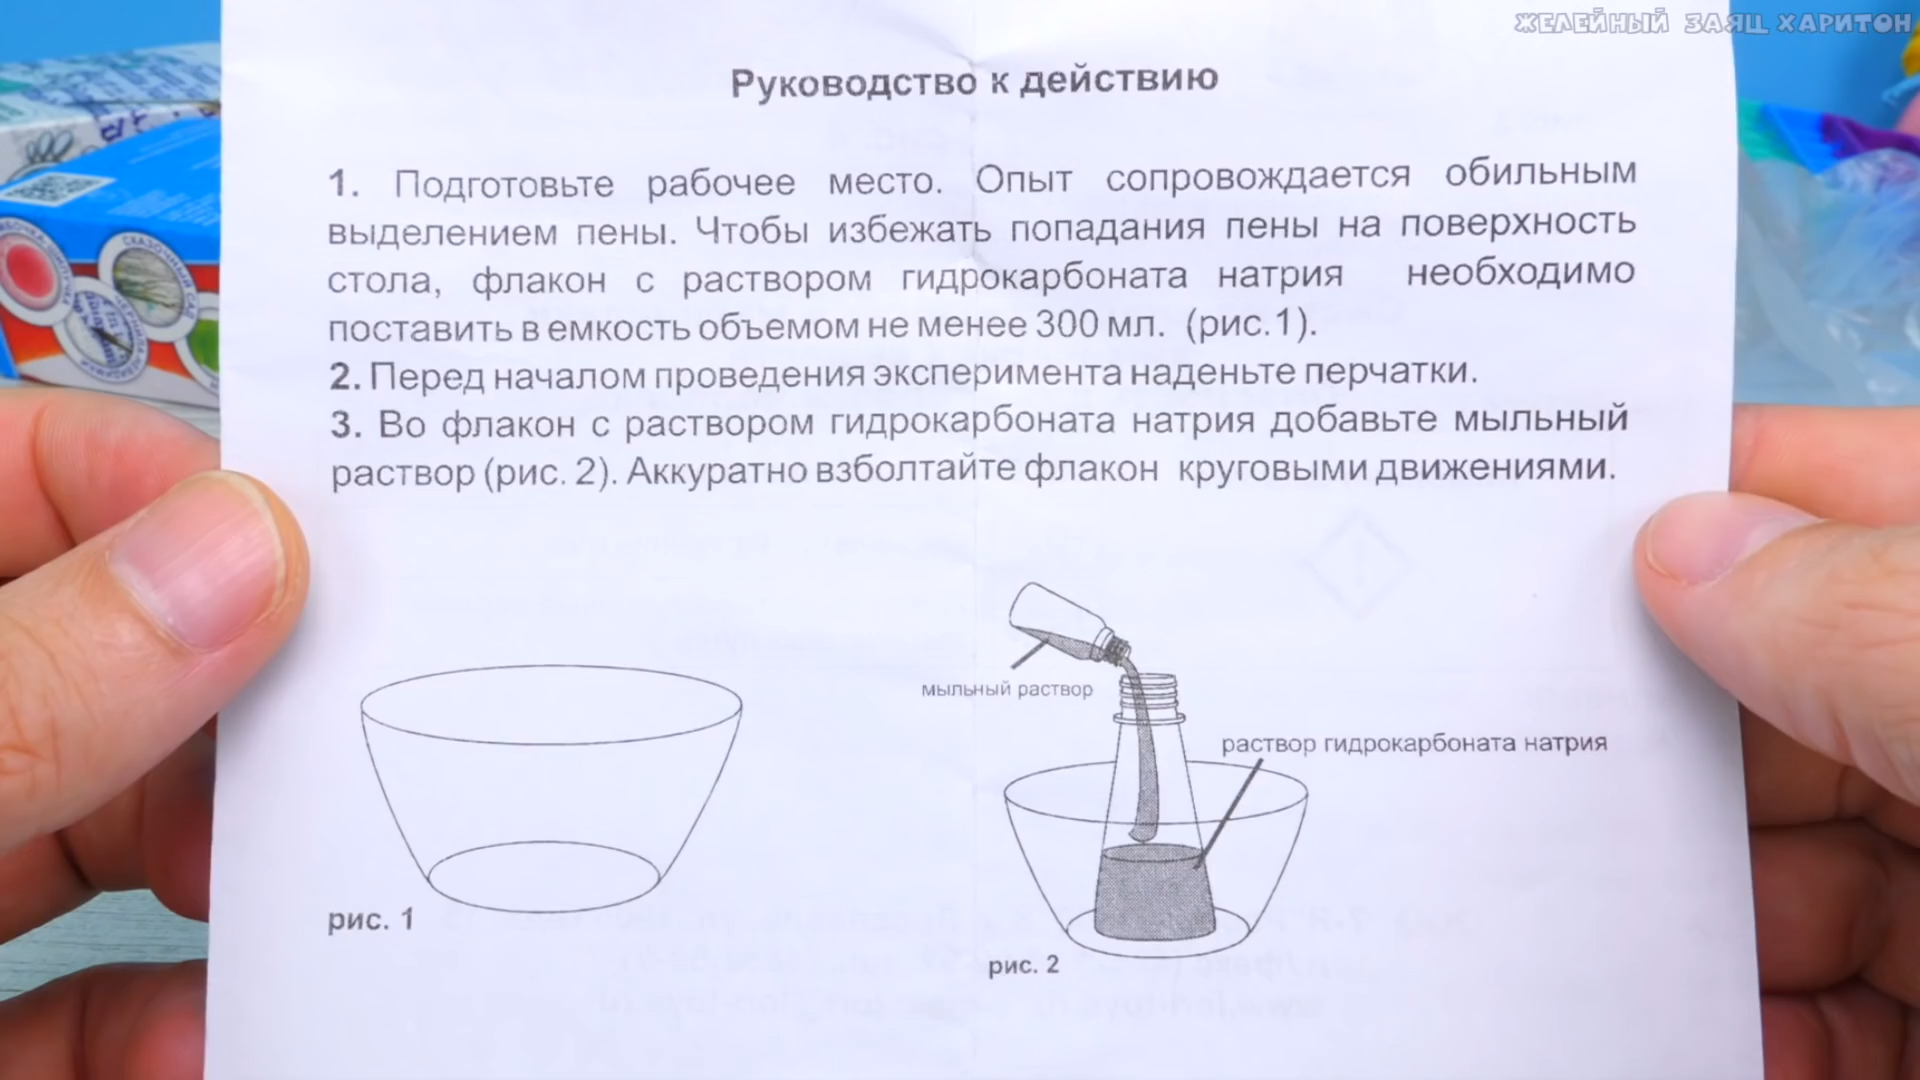 ЖЕЛЕЙНЫЙ ЗАЯЦ ХАРИТОН
Руководство к действию
1. Подготовьте рабочее место. Опыт сопровождается обильным
выделением пены. Чтобы избежать попадания пены на поверхность
стола, флакон с раствором гидрокарбоната натрия необходимо
поставить в емкость объемом не менее 300 мл. (рис.1).
2. Перед началом проведения эксперимента наденьте перчатки.
3. Во флакон с раствором гидрокарбоната натрия добавьте мыльный
раствор (рис. 2). Аккуратно взболтайте флакон круговыми движениями.
мыльный раствор
раствор гидрокарбоната натрия
рис. 1
рис. 2
СКАЗОЧНЫЙ САД